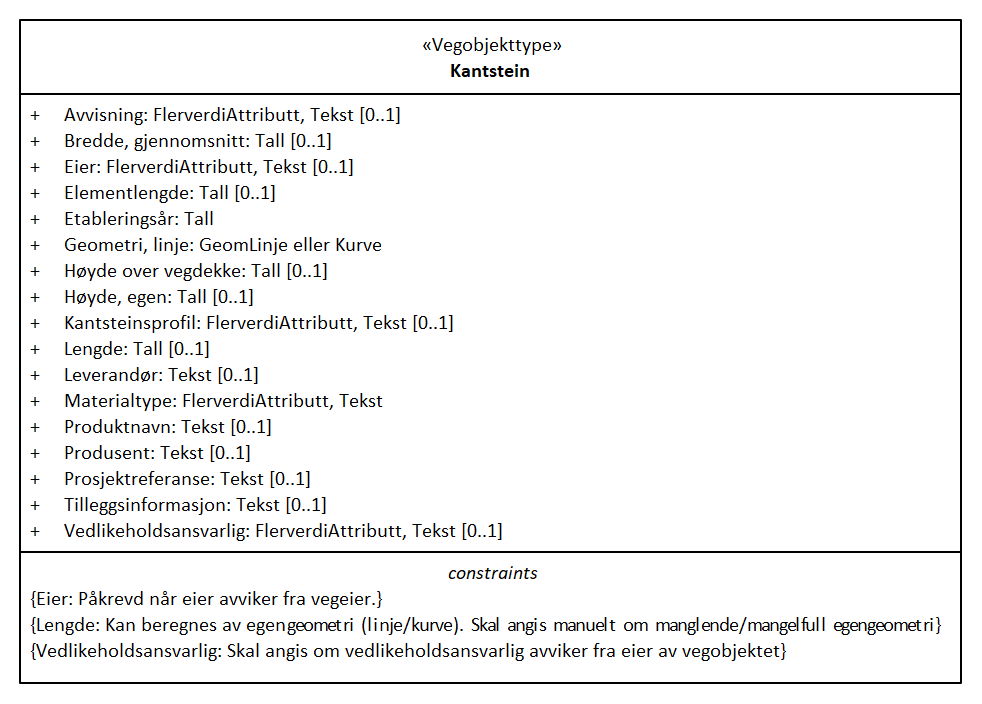 «Vegobjekttype»
Kantstein
+ Avvisning: FlerverdiAttributt, Tekst [0..1]
+ Bredde, gjennomsnitt: Tall [0..1]
+ Eier: FlerverdiAttributt, Tekst [0..1]
+ Elementlengde: Tall [0..1]
+ Etableringsår: Tall
+ Geometri, linje: GeomLinje eller Kurve
+ Høyde over vegdekke: Tall [0..1]
+ Høyde, egen: Tall [0..1]
+ Kantsteinsprofil: FlerverdiAttributt, Tekst [0..1]
+ Lengde: Tall [0..1]
+ Leverandør: Tekst [0..1]
+ Materialtype: FlerverdiAttributt, Tekst
+ Produktnavn: Tekst [0..1]
+ Produsent: Tekst [0..1]
+ Prosjektreferanse: Tekst [0..1]
+ Tilleggsinformasjon: Tekst [0..1]
+ Vedlikeholdsansvarlig: FlerverdiAttributt, Tekst [0..1]
constraints
{Eier: Påkrevd når eier avviker fra vegeier.}
{Lengde: Kan beregnes av egengeometri (linje/kurve). Skal angis manuelt om manglende/mangelfull egengeometri}
{Vedlikeholdsansvarlig: Skal angis om vedlikeholdsansvarlig avviker fra eier av vegobjektet}